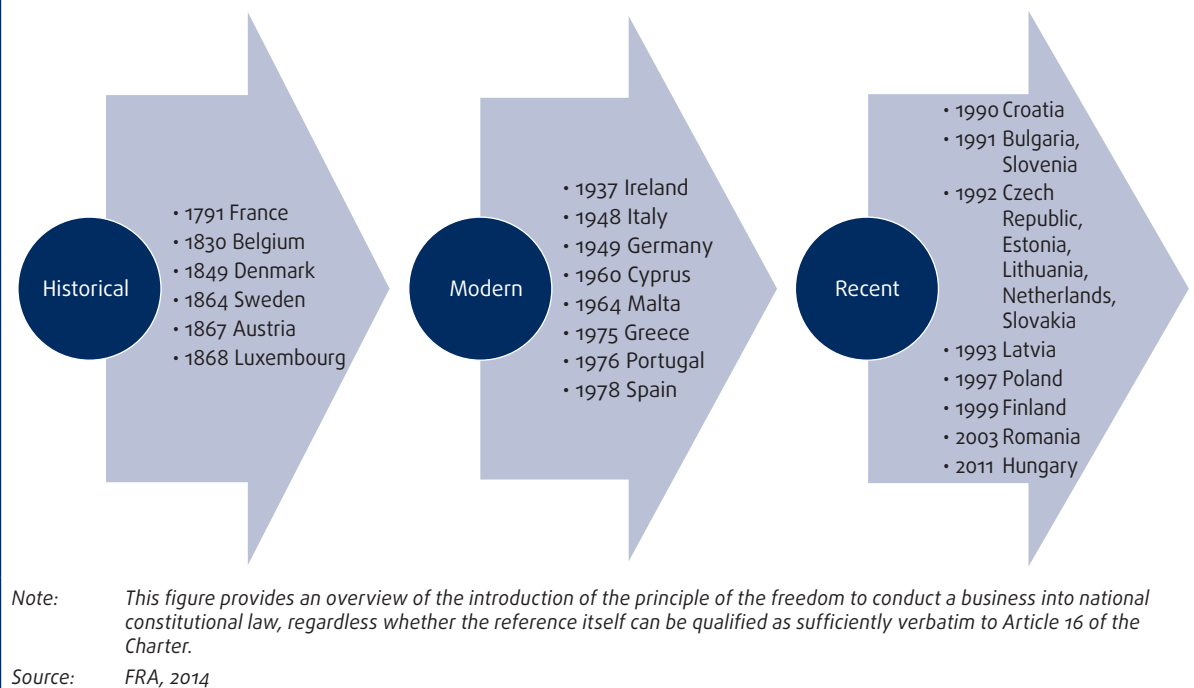 Historical
• 1791 France
• 1830 Belgium
• 1849 Denmark
• 1864 Sweden
• 1867 Austria
• 1868 Luxembourg
Modern
• 1937 Ireland
• 1948 Italy
• 1949 Germany
• 1960 Cyprus
• 1964 Malta
• 1975 Greece
• 1976 Portugal
• 1978 Spain
Recent
• 1990 Croatia
• 1991 Bulgaria,
Slovenia
• 1992 Czech
Republic,
Estonia,
Lithuania,
Netherlands,
Slovakia
• 1993 Latvia
• 1997 Poland
• 1999 Finland
• 2003 Romania
• 2011 Hungary
Note: This figure provides an overview of the introduction of the principle of the freedom to conduct a business into national
constitutional law, regardless whether the reference itself can be qualified as sufficiently verbatim to Article 16 of the
Charter.
Source: FRA, 2014